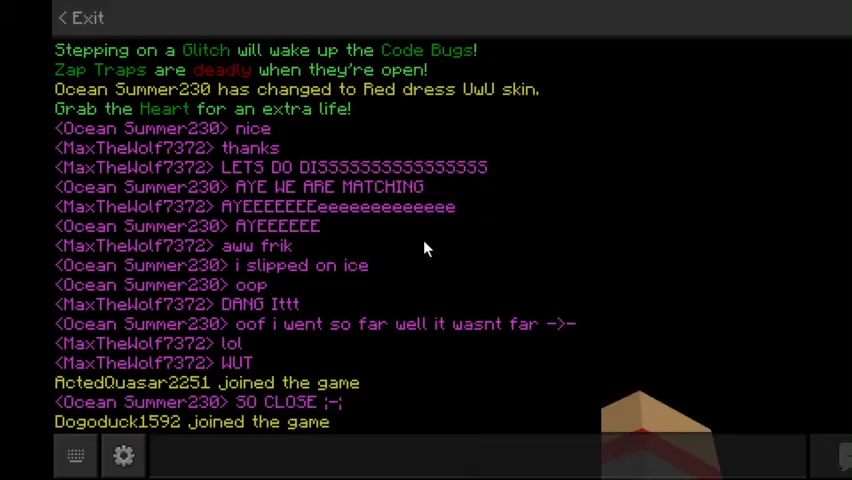 < Exit
Stepping on a Glitch will wake up the Code Bugs!
Zap Traps are deadly when they're open!
Ocean Summer230 has changed to Red dress UwU skin.
Grab the Heart for an extra life!
<Ocean Summer230> nice
<MaxTheWolf7372> thanks
<MaxTheWolf7372> LETS DO DISSSSSSSSSSSSSSSS
<Ocean Summer230> AYE WE ARE MATCHING
<MaxTheWolf7372> AYEEEEEEEeeeeeeeeeeeee
<Ocean Summer230> AYEEEEEE
<MaxTheWolf7372> aww frik
<Ocean Summer230> i slipped on ice
<Ocean Summer230> oop
<MaxTheWolf7372> DANG Ittt
<Ocean Summer230> oof i went so far well it wasnt far ->-
<MaxTheWolf7372> lol
<MaxTheWolf7372> WUT
ActedQuasar2251 joined the game
<Ocean Summer230> SO CLOSE ;-;
Dogoduck1592 joined the game